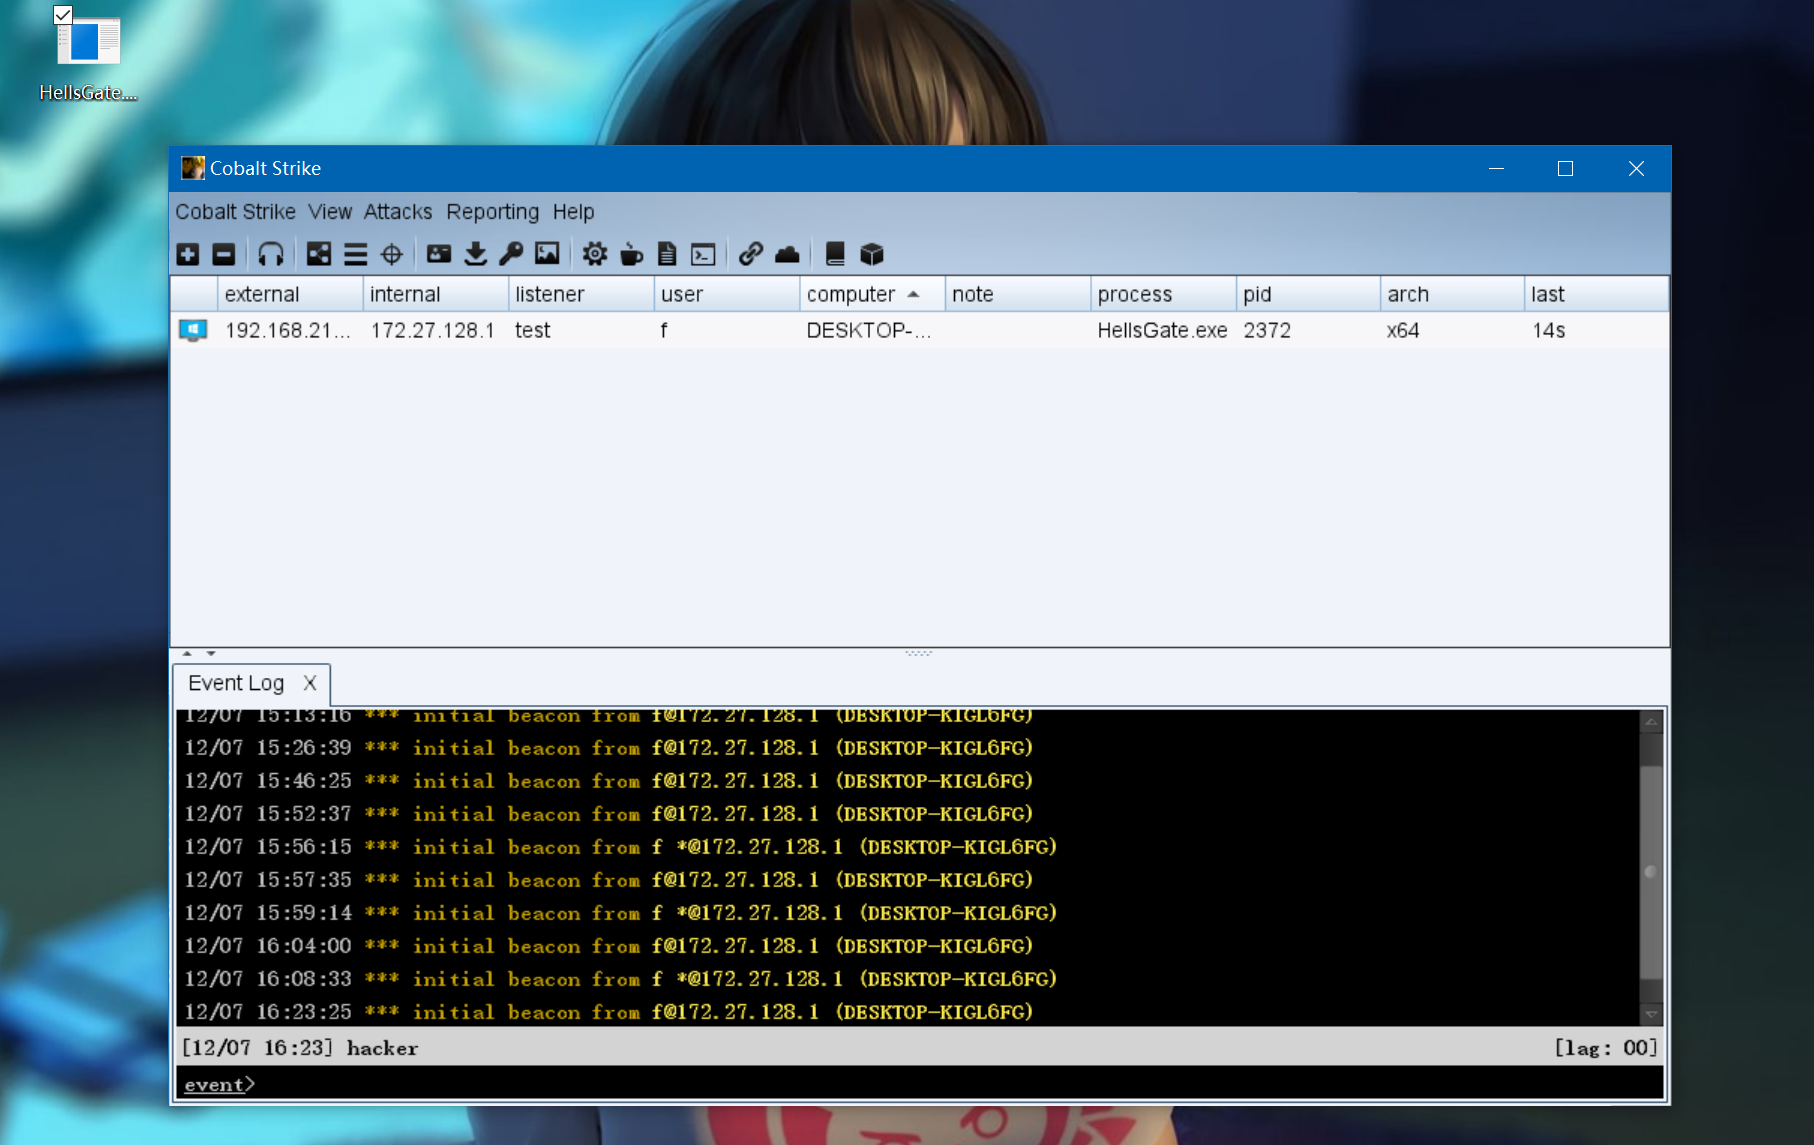 HellsGate....
Cobalt Strike
Cobalt Strike View Attacks Reporting Help
external internal listener user computer note process pid arch last
192.168.21... 172.27.128.1 test f DESKTOP-... HellsGate.exe 2372 x64 14s
Event Log X
12/07 15:13:16 *** initial beacon from f@172.27.128.1 (DESKTOP-KIGL6FG)
12/07 15:26:39 *** initial beacon from f@172.27.128.1 (DESKTOP-KIGL6FG)
12/07 15:46:25 *** initial beacon from f@172.27.128.1 (DESKTOP-KIGL6FG)
12/07 15:52:37 *** initial beacon from f@172.27.128.1 (DESKTOP-KIGL6FG)
12/07 15:56:15 *** initial beacon from f *@172.27.128.1 (DESKTOP-KIGL6FG)
12/07 15:57:35 *** initial beacon from f@172.27.128.1 (DESKTOP-KIGL6FG)
12/07 15:59:14 *** initial beacon from f *@172.27.128.1 (DESKTOP-KIGL6FG)
12/07 16:04:00 *** initial beacon from f@172.27.128.1 (DESKTOP-KIGL6FG)
12/07 16:08:33 *** initial beacon from f *@172.27.128.1 (DESKTOP-KIGL6FG)
12/07 16:23:25 *** initial beacon from f@172.27.128.1 (DESKTOP-KIGL6FG)
[12/07 16:23] hacker [lag: 00]
event>